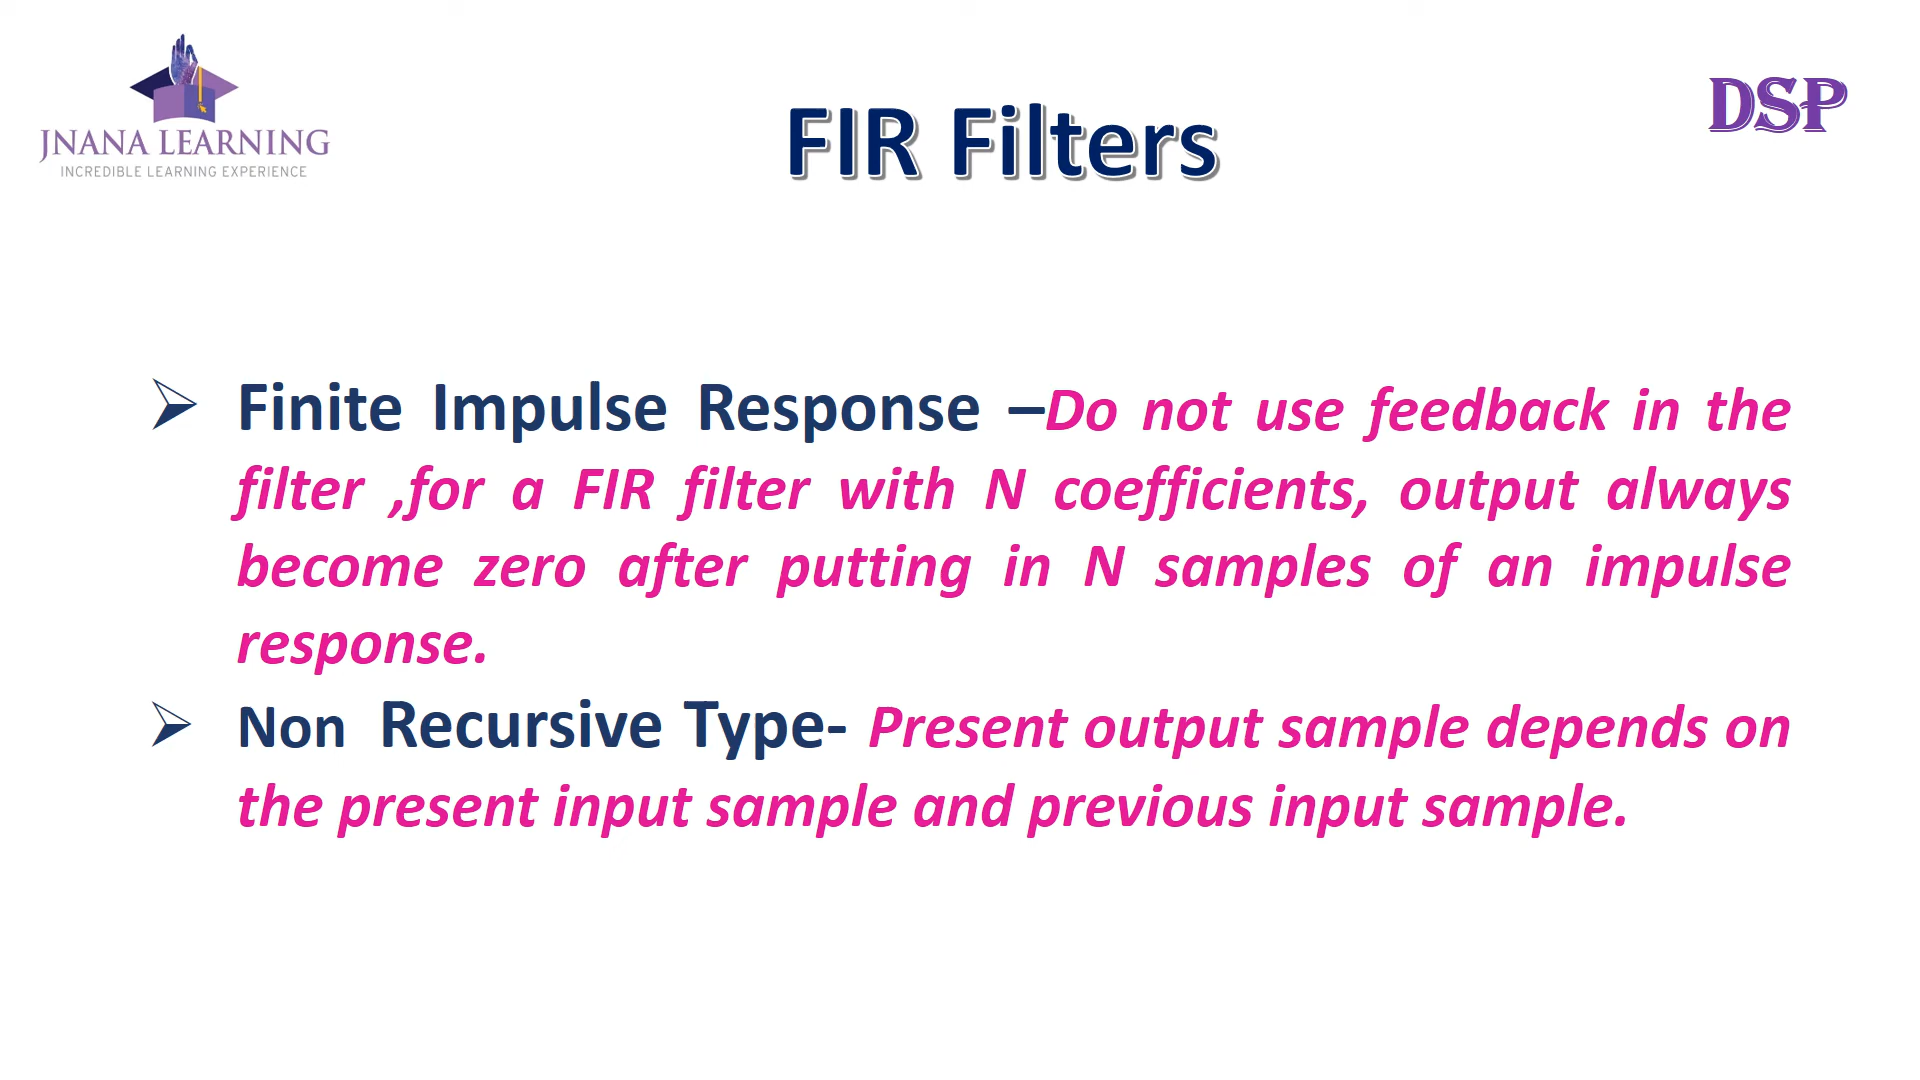 JNANA LEARNING
INCREDIBLE LEARNING EXPERIENCE
DSP
FIR Filters
➢ Finite Impulse Response –Do not use feedback in the
filter ,for a FIR filter with N coefficients, output always
become zero after putting in N samples of an impulse
response.
➢ Non Recursive Type- Present output sample depends on
the present input sample and previous input sample.